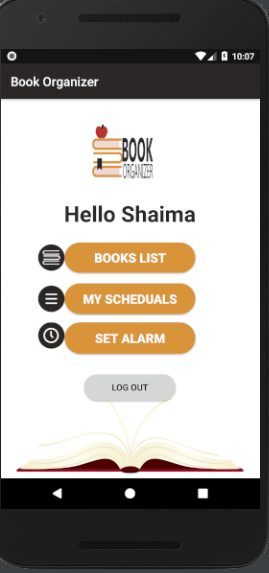 10:07
Book Organizer
BOOK
ORGANIZER
Hello Shaima
BOOKS LIST
MY SCHEDUALS
SET ALARM
LOG OUT